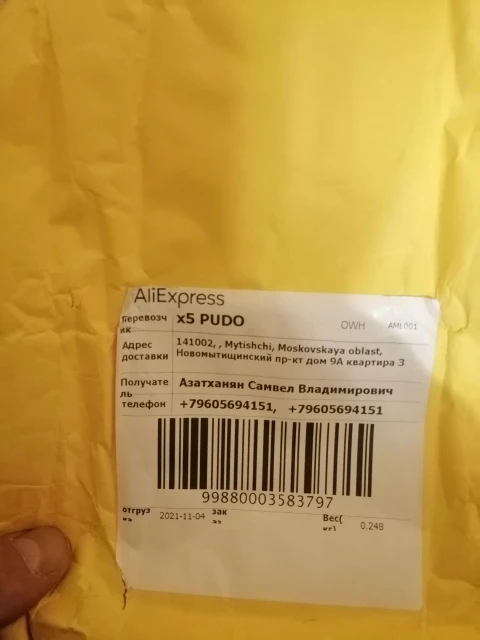 AliExpress
Перевозч
ик
x5 PUDO
OWH AML001
Адрес
доставки
141002, , Mytishchi, Moskovskaya oblast,
Новомытищинский пр-кт дом 9А квартира 3
Получате
ль
Азатханян Самвел Владимирович
телефон
+79605694151, +79605694151
99880003583797
отгруз
2021-11-04
зак
Вес(
кг)
0.248